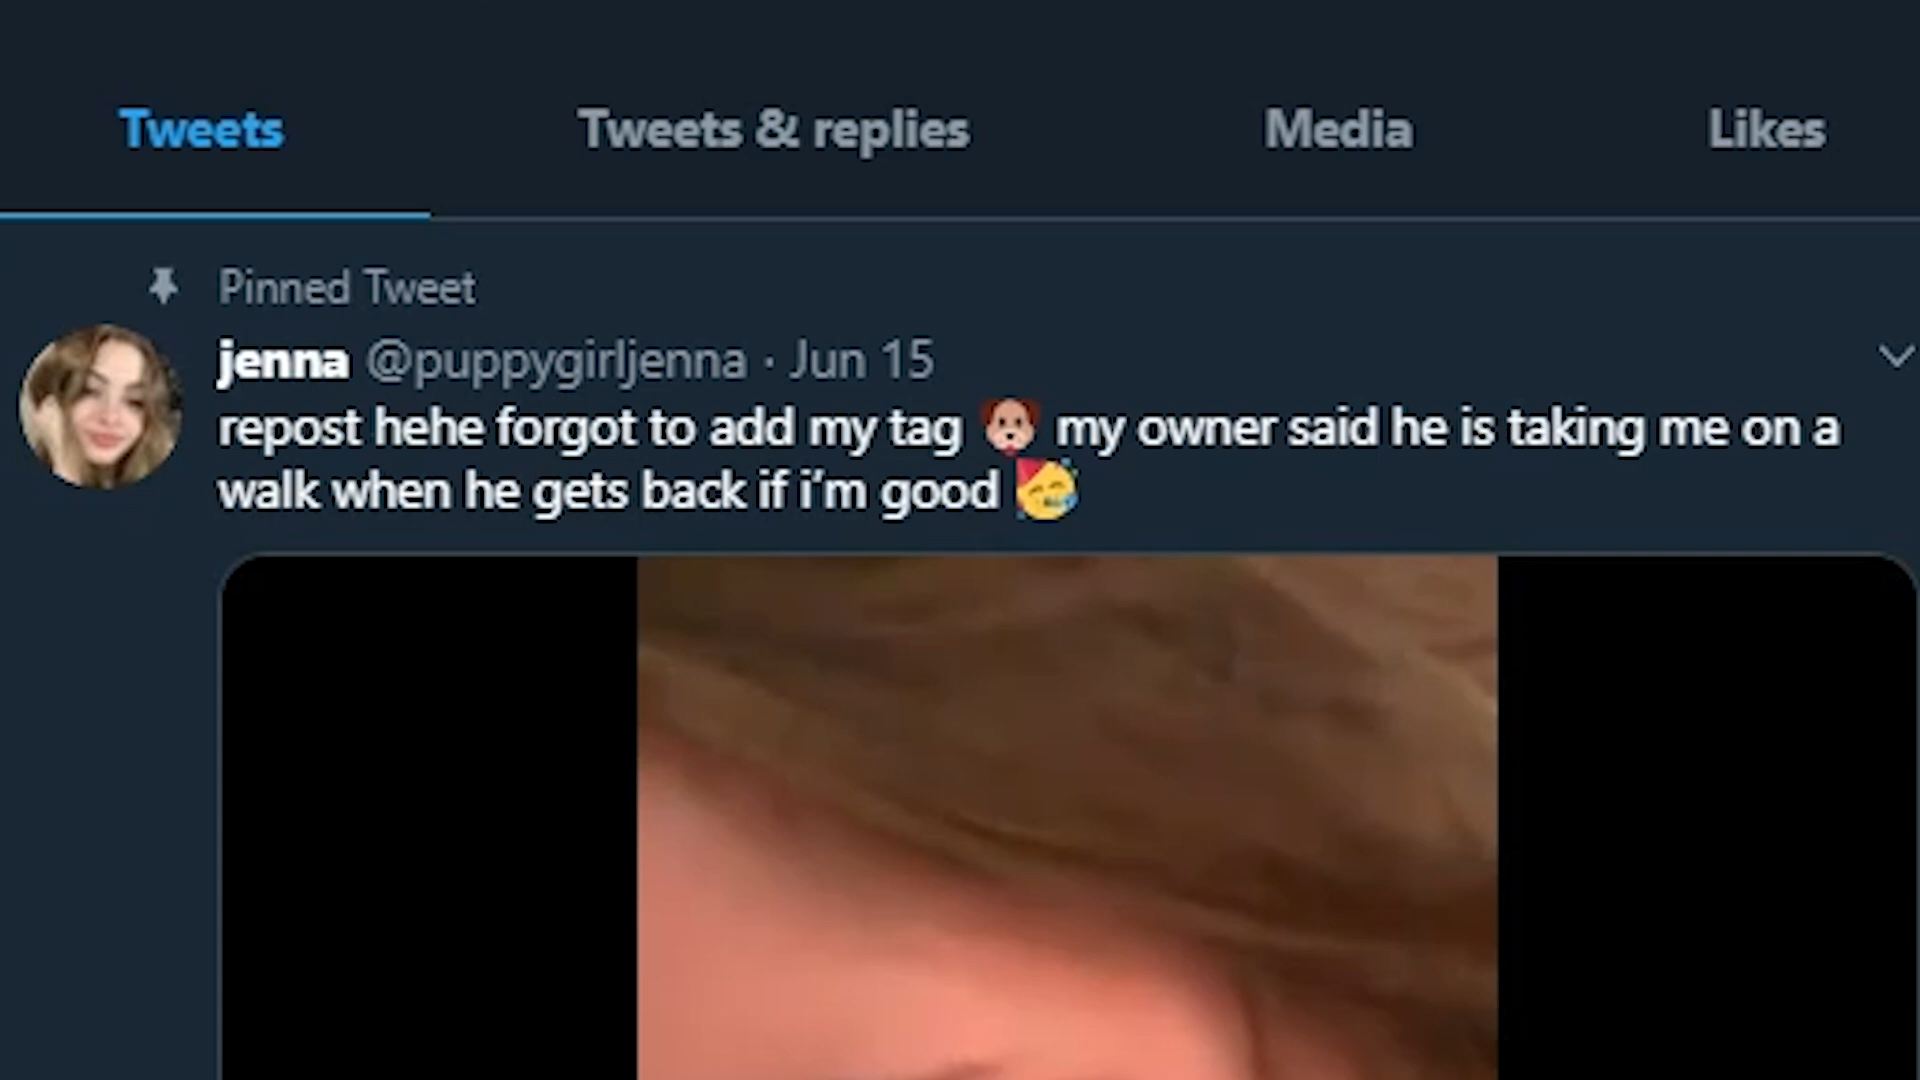 Tweets
Tweets & replies
Media
Likes
Pinned Tweet
jenna @puppygirljenna · Jun 15
repost hehe forgot to add my tag 🐶 my owner said he is taking me on a
walk when he gets back if i'm good 🥳